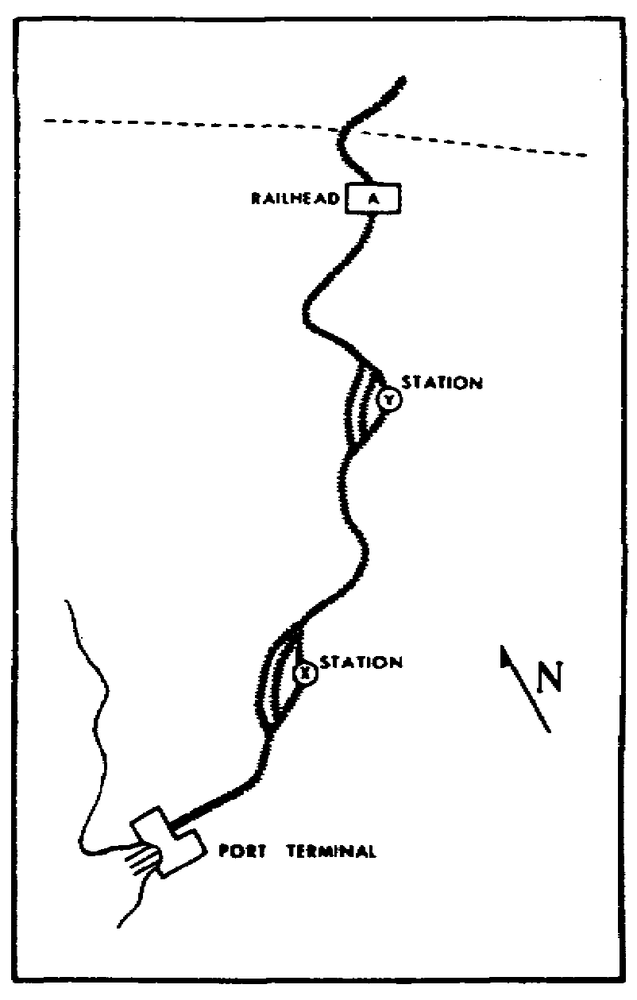 RAILHEAD A
STATION
Y
STATION
X
N
PORT TERMINAL